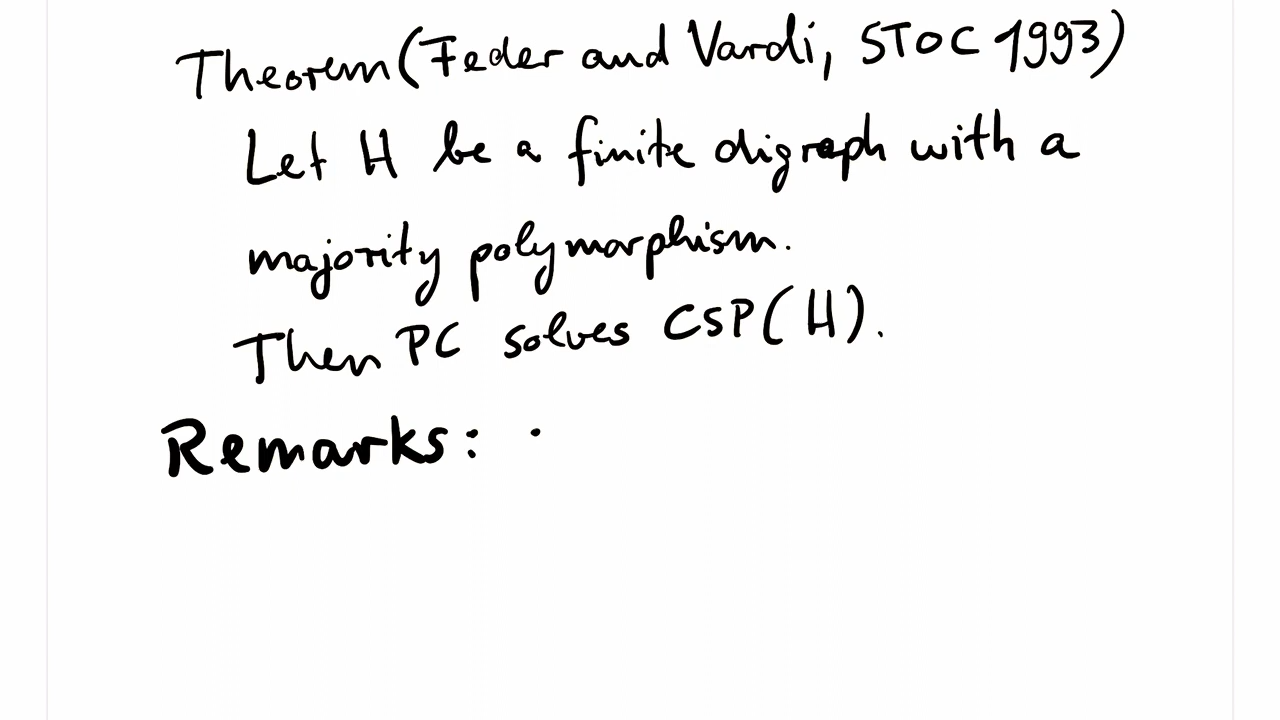 Theorem (Feder and Vardi, STOC 1993)
Let H be a finite digraph with a
majority polymorphism.
Then PC solves CSP(H).
Remarks: ·